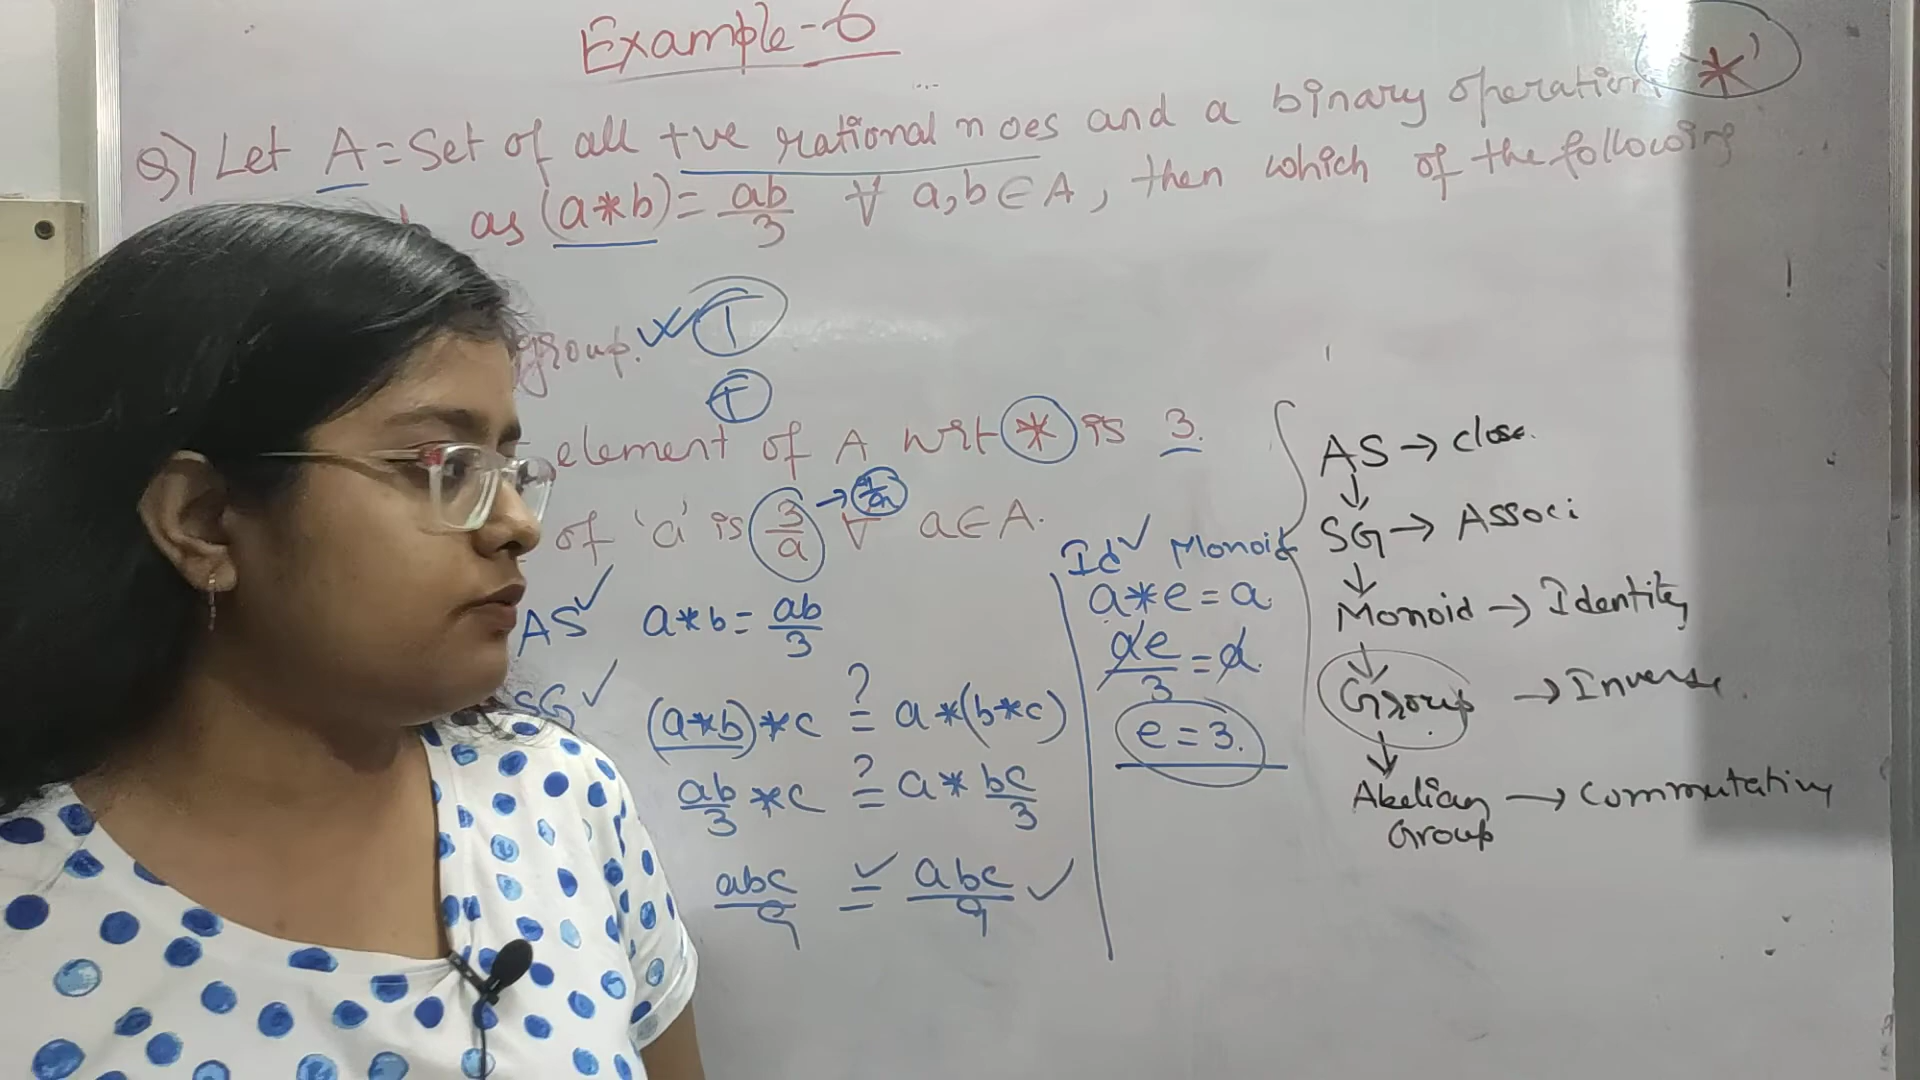 Example-6
Q) Let A = Set of all +ve rational noes and a binary operation '*'
as (a*b) = ab/3 ∀ a,b ∈ A, then which of the following
group. T
T
element of A wrt * is 3.
of 'a' is 3/a ∀ a ∈ A.
AS ✓ a*b = ab/3
SG ✓ (a*b)*c ?= a*(b*c)
ab/3 *c ?= a* bc/3
abc/9 ✓= abc/9 ✓
Id ✓ Monoid
a*e = a
ae/3 = a.
e = 3.
AS → close.
↓
SG → Associ
↓
Monoid → Identity
↓
Group → Inverse.
↓
Abelian Group → Commutative